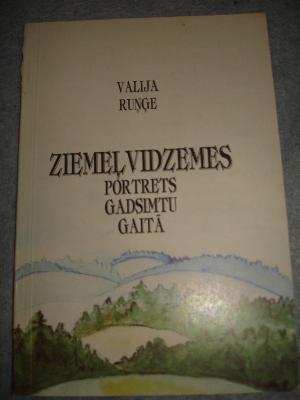 VALIJA
RUŅĢE
ZIEMEĻVIDZEMES
PORTRETS
GADSIMTU
GAITĀ